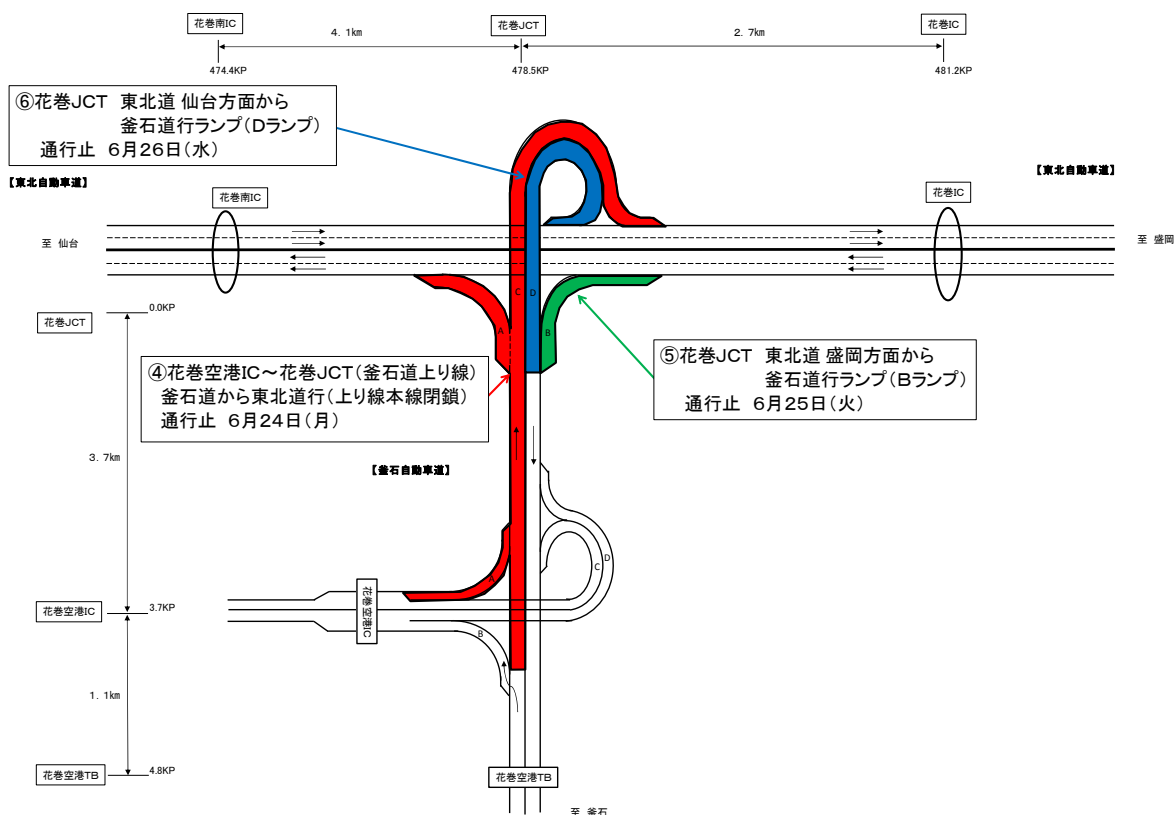 花巻南IC
花巻JCT
花巻IC
4.1km
2.7km
474.4KP
478.5KP
481.2KP
⑥花巻JCT 東北道 仙台方面から
釜石道行ランプ(Dランプ)
通行止 6月26日(水)
【東北自動車道】
【東北自動車道】
花巻南IC
花巻IC
至 仙台
至 盛岡
C
D
0.0KP
花巻JCT
A
B
④花巻空港IC~花巻JCT(釜石道上り線)
釜石道から東北道行(上り線本線閉鎖)
通行止 6月24日(月)
⑤花巻JCT 東北道 盛岡方面から
釜石道行ランプ(Bランプ)
通行止 6月25日(火)
3.7km
【釜石自動車道】
D
C
A
花巻空港IC
花巻空港IC
3.7KP
B
1.1km
花巻空港TB
4.8KP
花巻空港TB
至 釜石